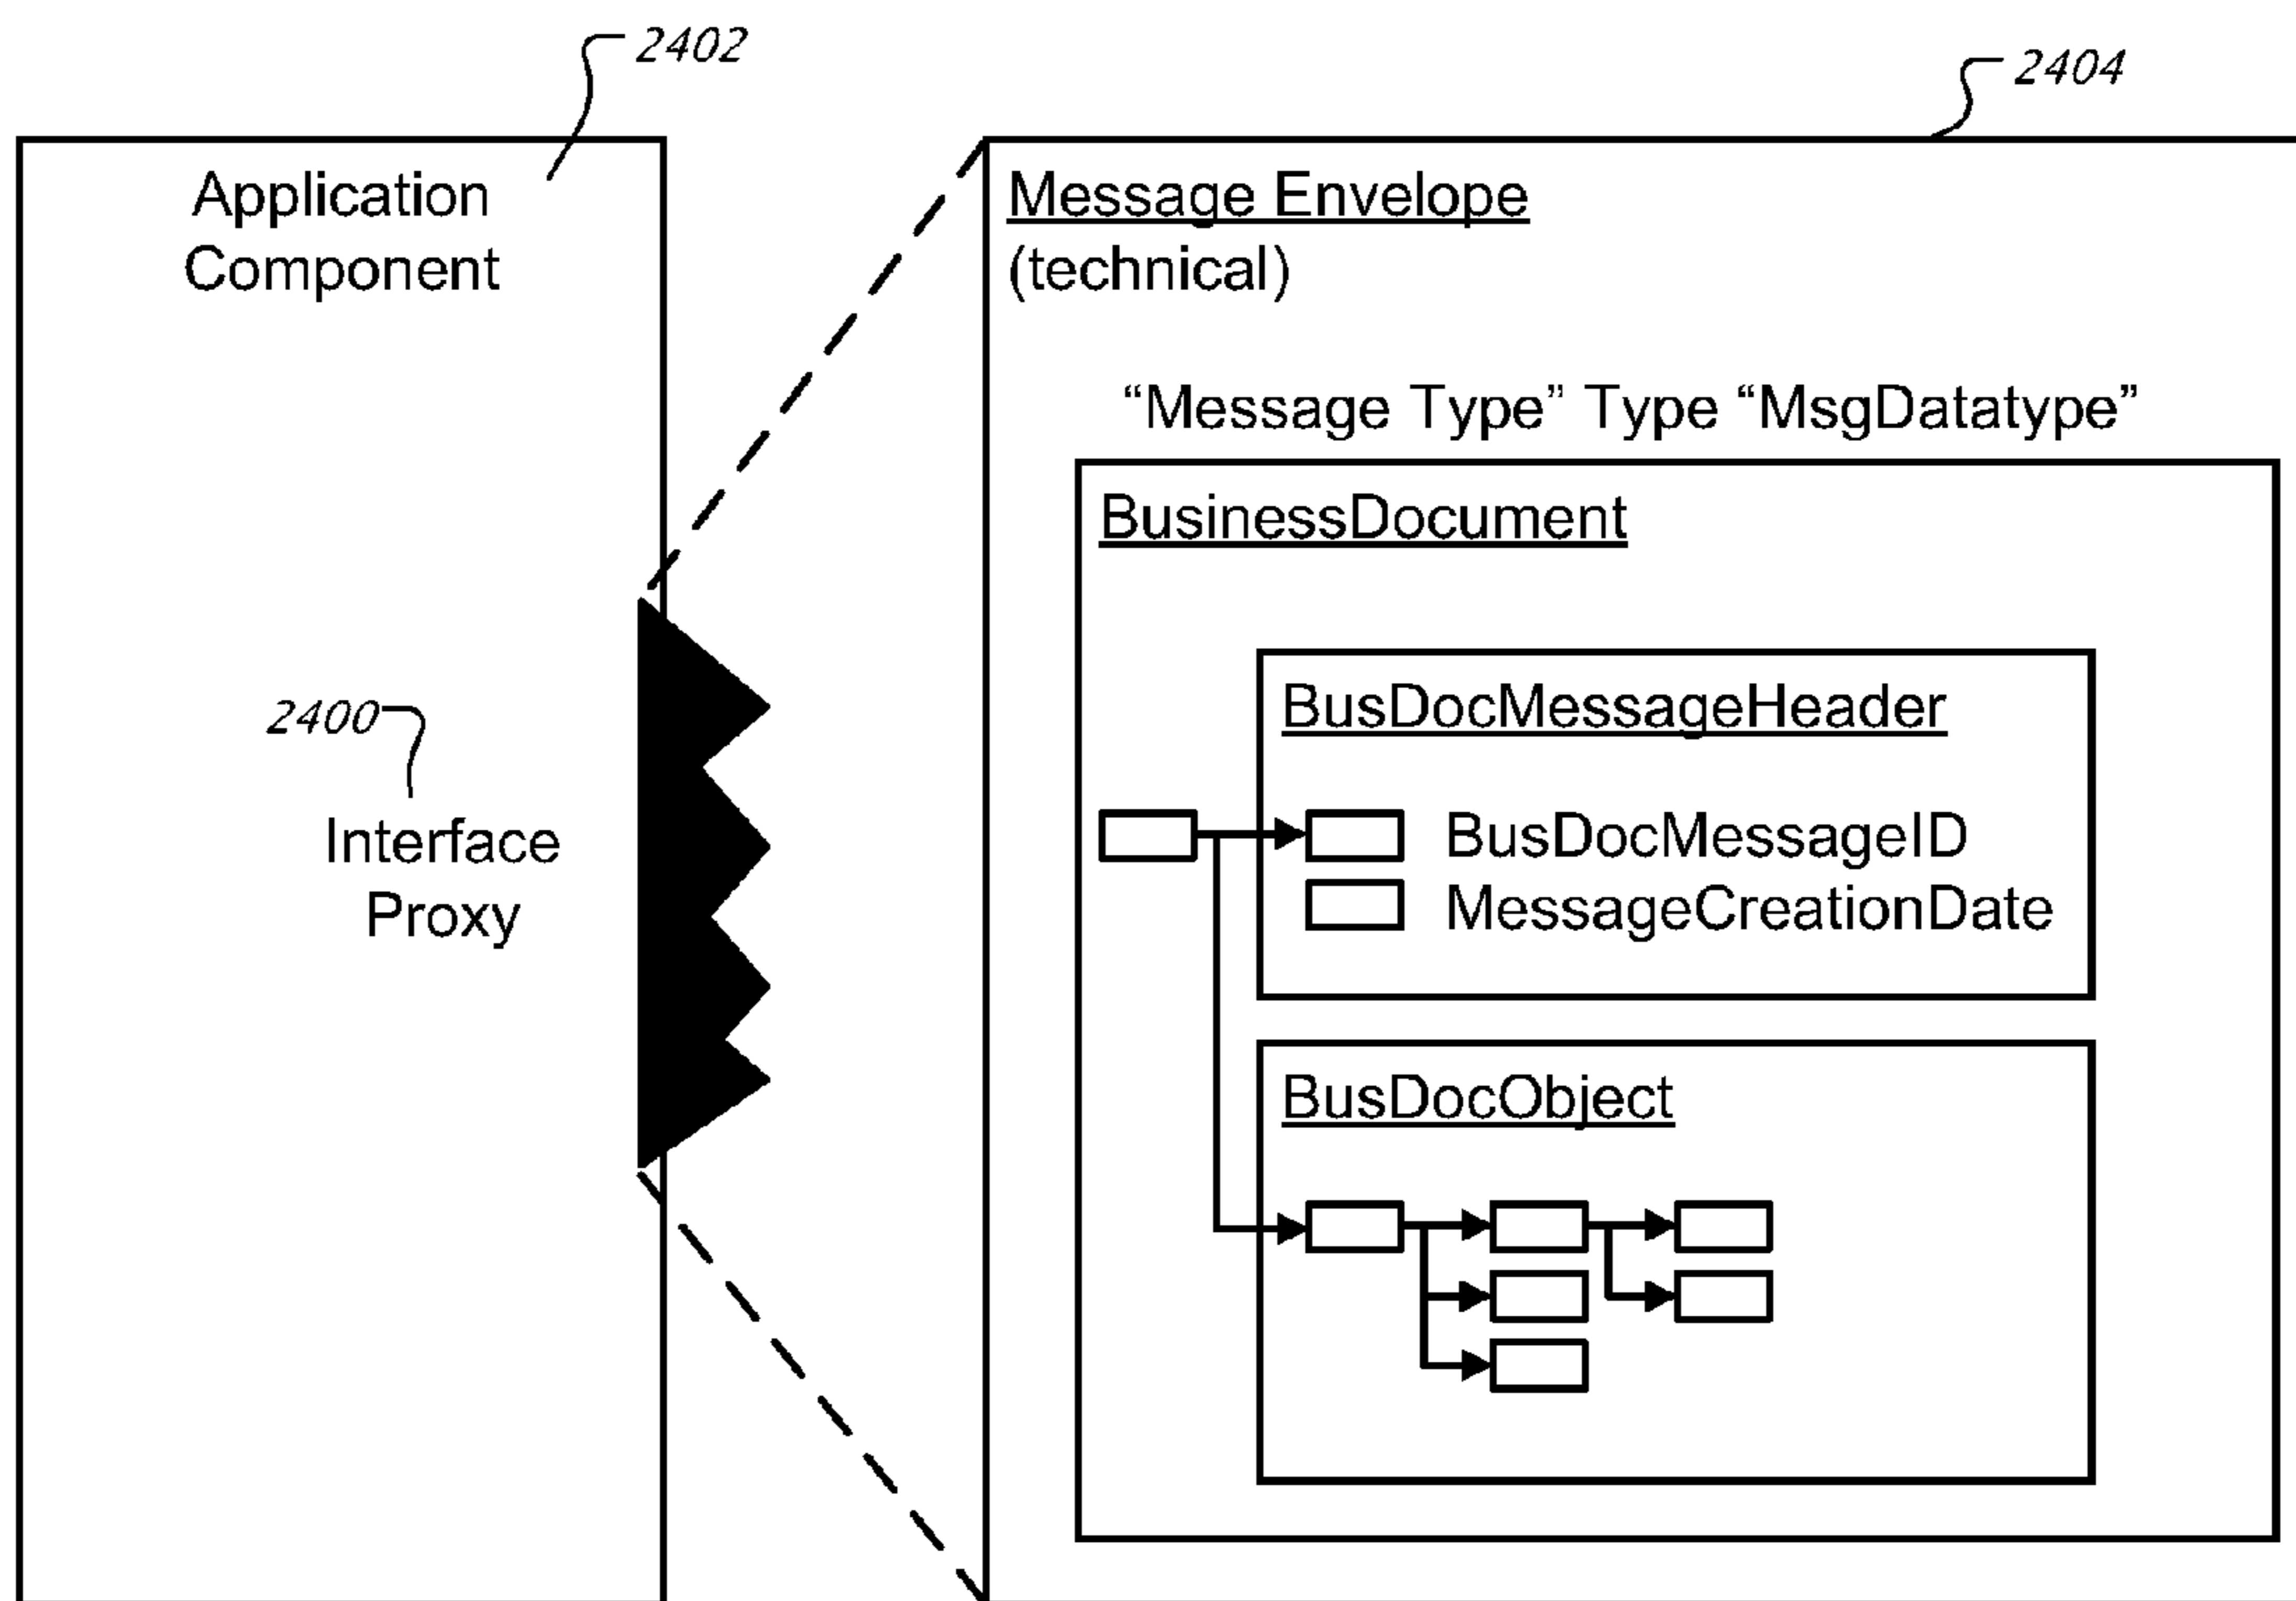 2402
2404
Application
Component
Message Envelope
(technical)
“Message Type” Type “MsgDatatype”
BusinessDocument
BusDocMessageHeader
2400
Interface
Proxy
BusDocMessageID
MessageCreationDate
BusDocObject